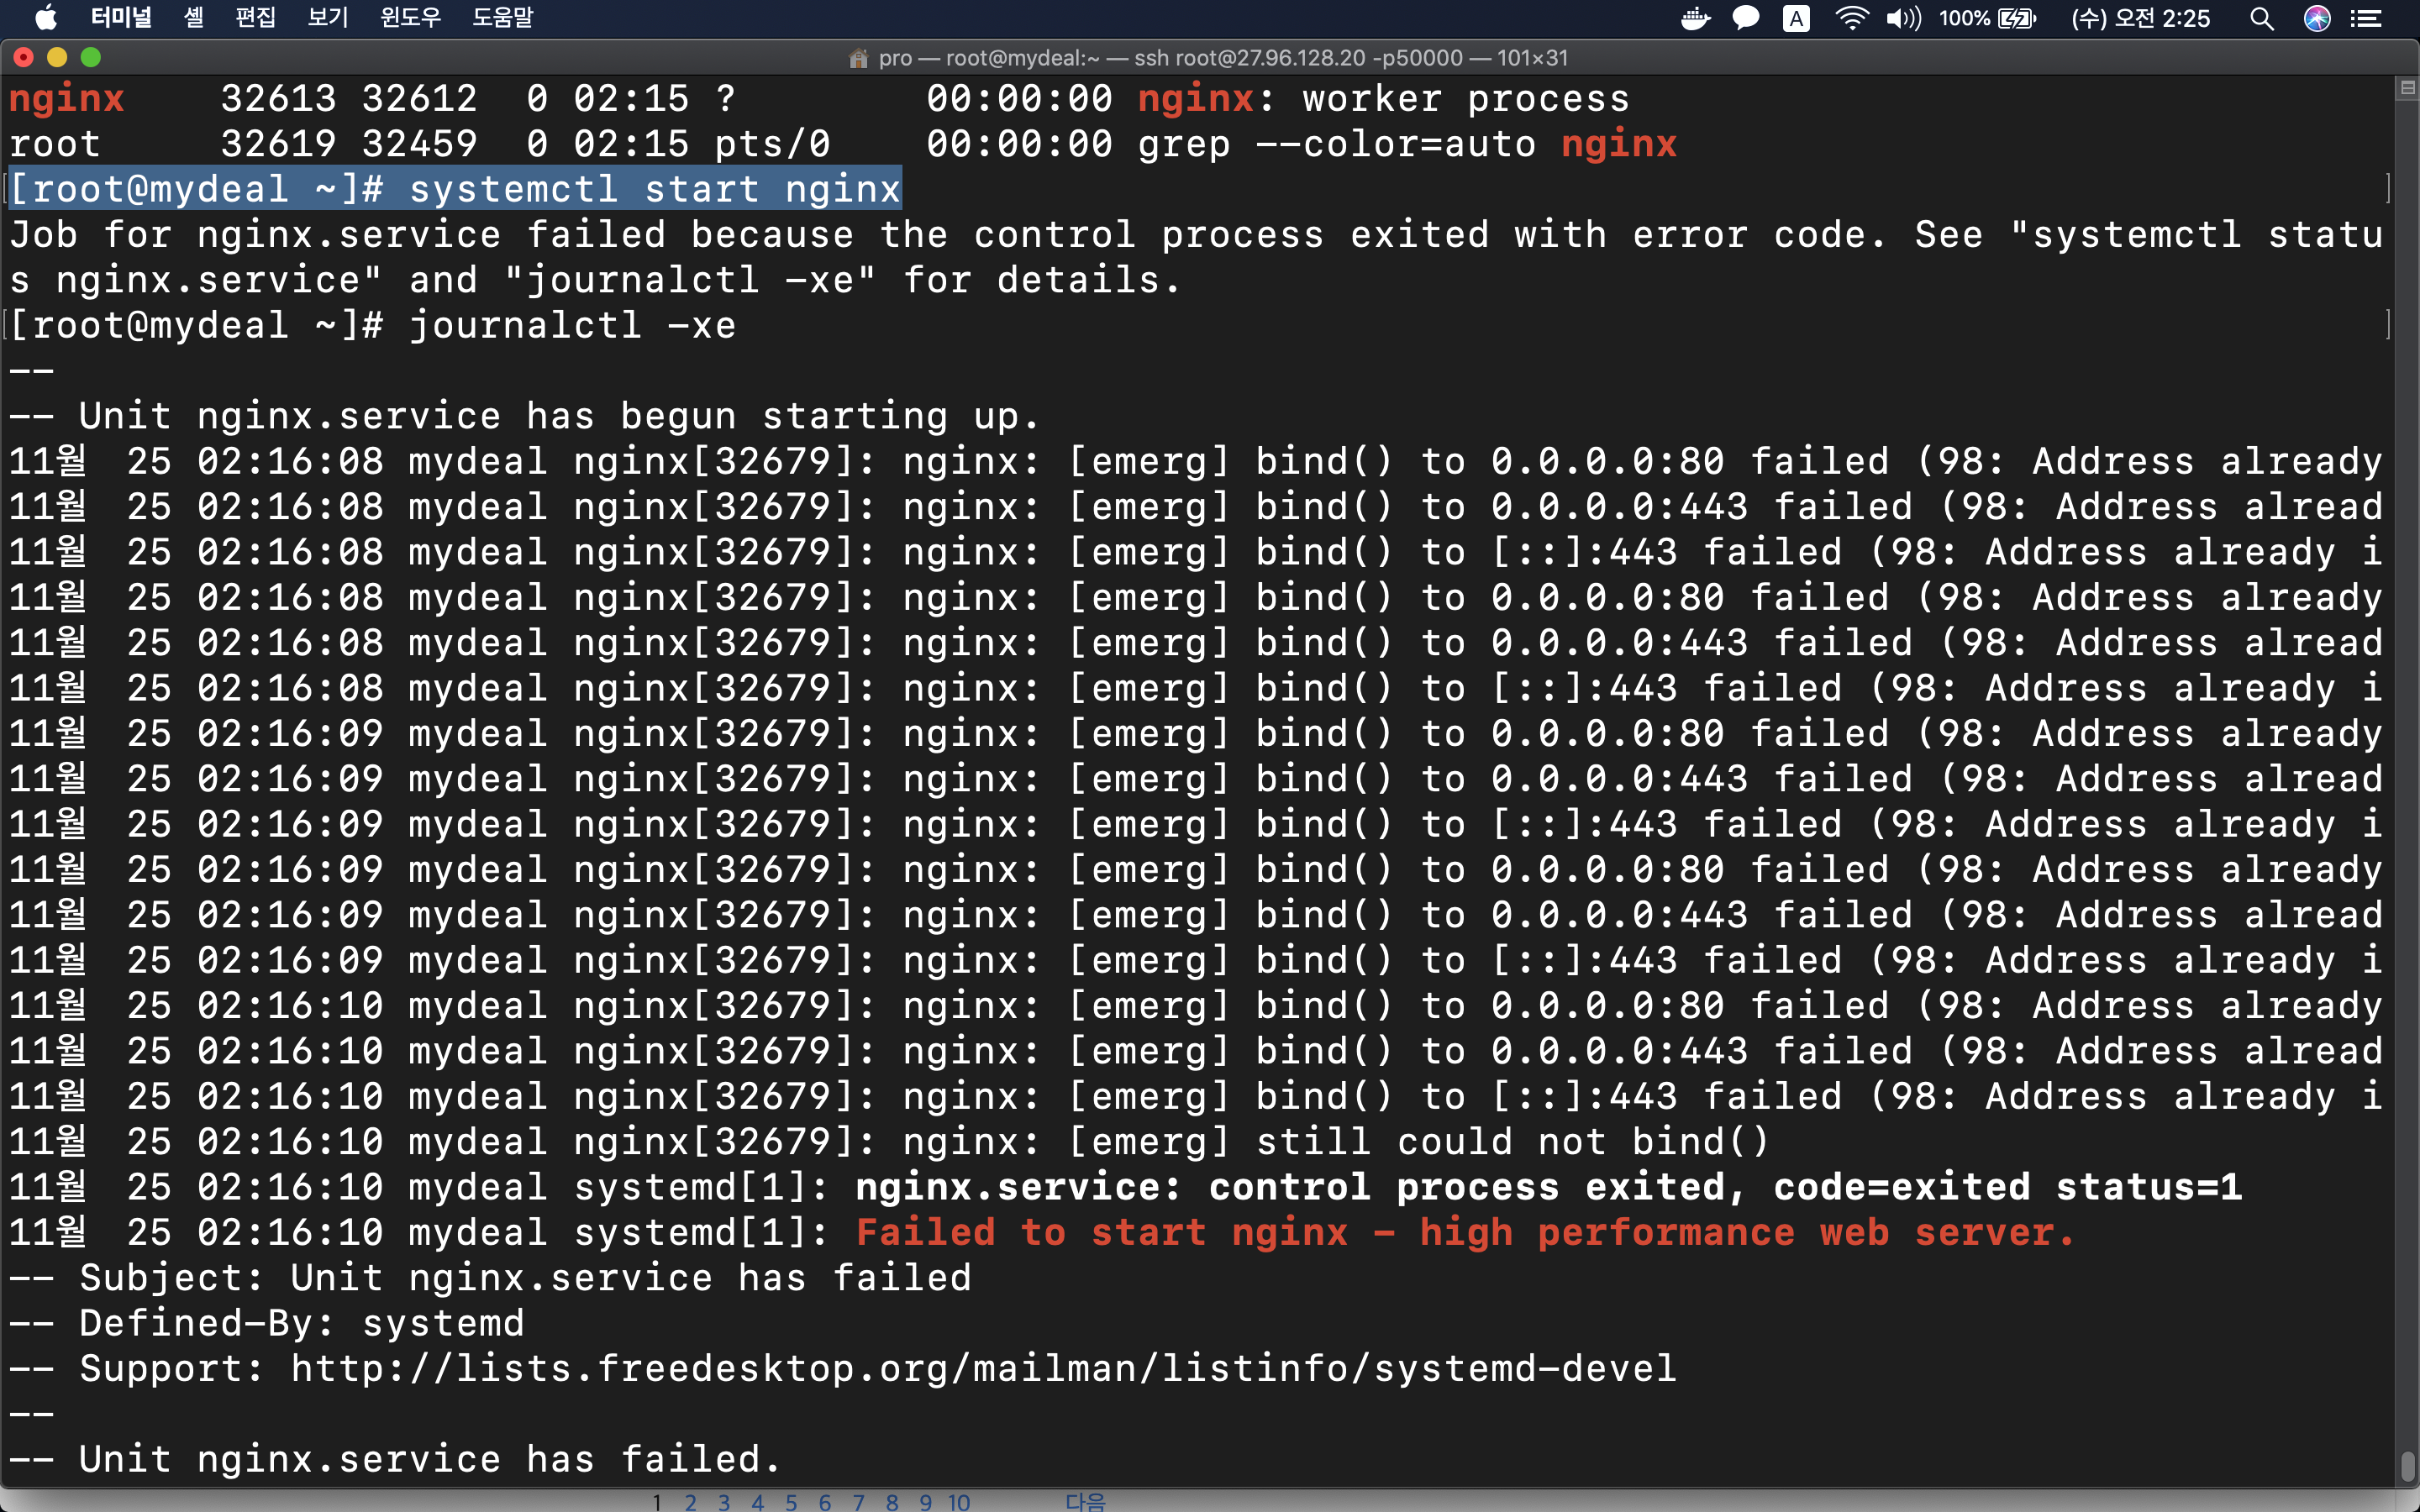 터미널 셸 편집 보기 윈도우 도움말 A 100% (수) 오전 2:25
pro — root@mydeal:~ — ssh root@27.96.128.20 -p50000 — 101×31
nginx 32613 32612 0 02:15 ? 00:00:00 nginx: worker process
root 32619 32459 0 02:15 pts/0 00:00:00 grep --color=auto nginx
[root@mydeal ~]# systemctl start nginx
Job for nginx.service failed because the control process exited with error code. See "systemctl statu
s nginx.service" and "journalctl -xe" for details.
[root@mydeal ~]# journalctl -xe
--
-- Unit nginx.service has begun starting up.
11월 25 02:16:08 mydeal nginx[32679]: nginx: [emerg] bind() to 0.0.0.0:80 failed (98: Address already
11월 25 02:16:08 mydeal nginx[32679]: nginx: [emerg] bind() to 0.0.0.0:443 failed (98: Address alread
11월 25 02:16:08 mydeal nginx[32679]: nginx: [emerg] bind() to [::]:443 failed (98: Address already i
11월 25 02:16:08 mydeal nginx[32679]: nginx: [emerg] bind() to 0.0.0.0:80 failed (98: Address already
11월 25 02:16:08 mydeal nginx[32679]: nginx: [emerg] bind() to 0.0.0.0:443 failed (98: Address alread
11월 25 02:16:08 mydeal nginx[32679]: nginx: [emerg] bind() to [::]:443 failed (98: Address already i
11월 25 02:16:09 mydeal nginx[32679]: nginx: [emerg] bind() to 0.0.0.0:80 failed (98: Address already
11월 25 02:16:09 mydeal nginx[32679]: nginx: [emerg] bind() to 0.0.0.0:443 failed (98: Address alread
11월 25 02:16:09 mydeal nginx[32679]: nginx: [emerg] bind() to [::]:443 failed (98: Address already i
11월 25 02:16:09 mydeal nginx[32679]: nginx: [emerg] bind() to 0.0.0.0:80 failed (98: Address already
11월 25 02:16:09 mydeal nginx[32679]: nginx: [emerg] bind() to 0.0.0.0:443 failed (98: Address alread
11월 25 02:16:09 mydeal nginx[32679]: nginx: [emerg] bind() to [::]:443 failed (98: Address already i
11월 25 02:16:10 mydeal nginx[32679]: nginx: [emerg] bind() to 0.0.0.0:80 failed (98: Address already
11월 25 02:16:10 mydeal nginx[32679]: nginx: [emerg] bind() to 0.0.0.0:443 failed (98: Address alread
11월 25 02:16:10 mydeal nginx[32679]: nginx: [emerg] bind() to [::]:443 failed (98: Address already i
11월 25 02:16:10 mydeal nginx[32679]: nginx: [emerg] still could not bind()
11월 25 02:16:10 mydeal systemd[1]: nginx.service: control process exited, code=exited status=1
11월 25 02:16:10 mydeal systemd[1]: Failed to start nginx - high performance web server.
-- Subject: Unit nginx.service has failed
-- Defined-By: systemd
-- Support: http://lists.freedesktop.org/mailman/listinfo/systemd-devel
--
-- Unit nginx.service has failed.
1 2 3 4 5 6 7 8 9 10 다음